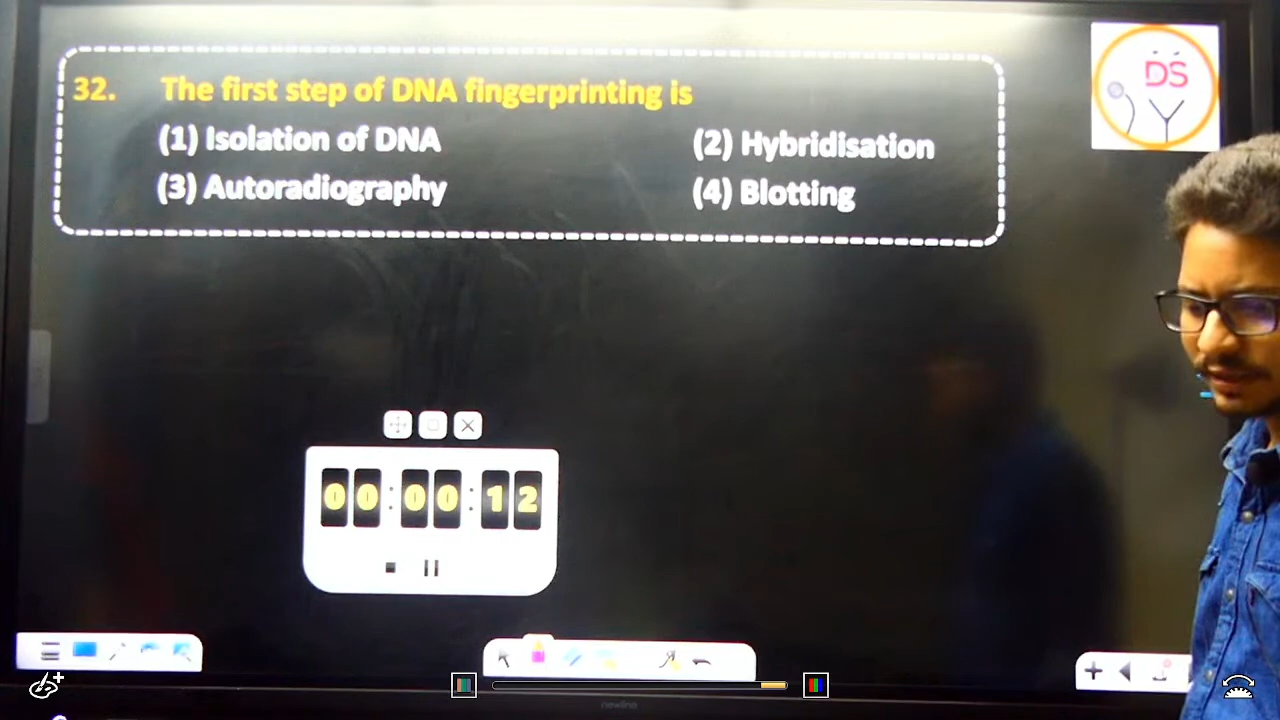 DS
32. The first step of DNA fingerprinting is
(1) Isolation of DNA (2) Hybridisation
(3) Autoradiography (4) Blotting
00:00:12
newline